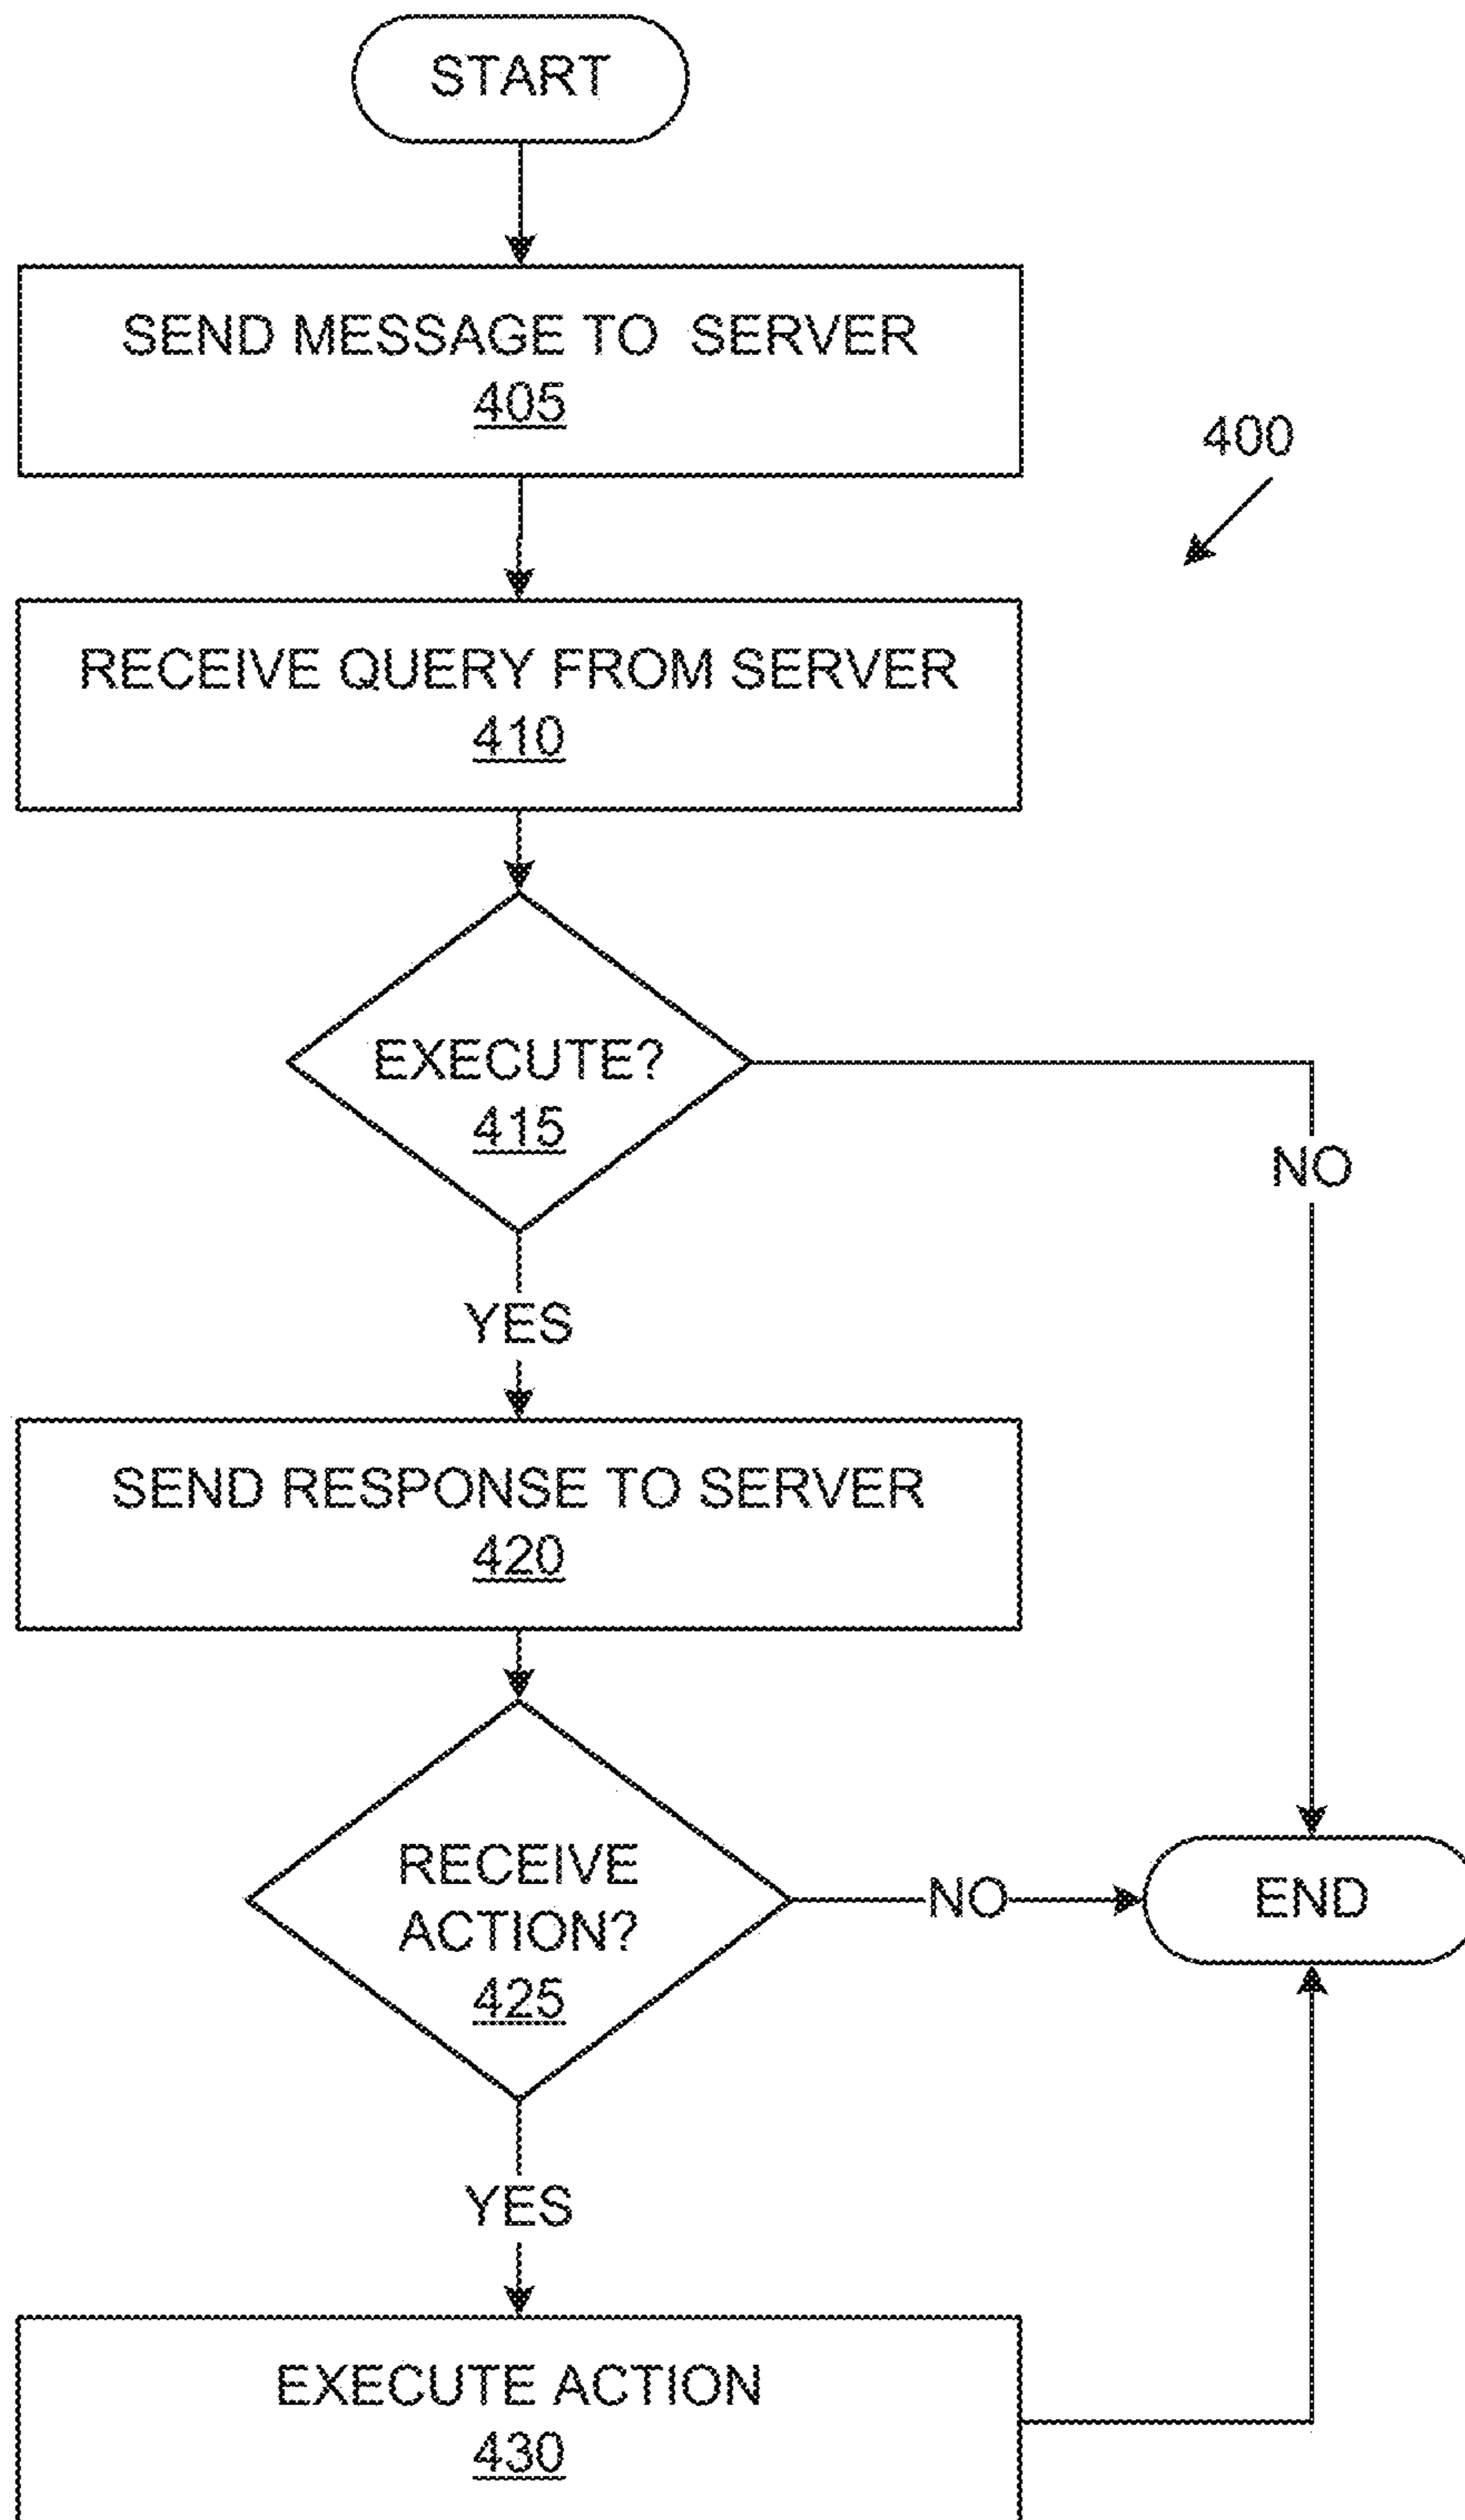 START
SEND MESSAGE TO SERVER
405
400
RECEIVE QUERY FROM SERVER
410
EXECUTE?
415
NO
YES
SEND RESPONSE TO SERVER
420
RECEIVE
ACTION?
425
NO
END
YES
EXECUTE ACTION
430